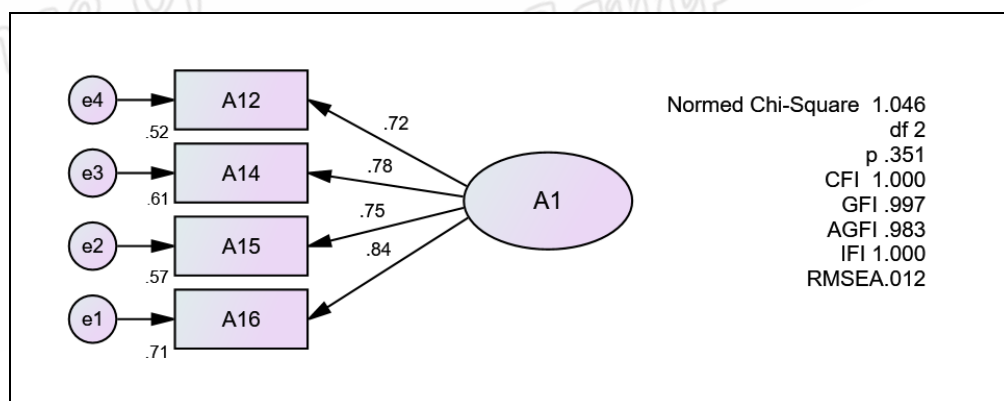 e4
A12
.52
.72
e3
A14
.61
.78
e2
A15
.57
.75
e1
A16
.71
.84
A1
Normed Chi-Square 1.046
df 2
p .351
CFI 1.000
GFI .997
AGFI .983
IFI 1.000
RMSEA.012